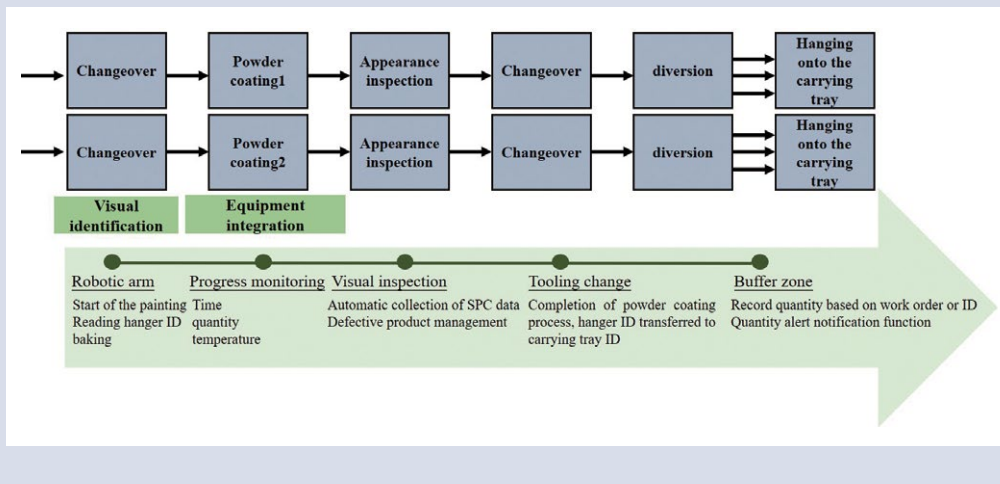 Changeover
Powder
coating1
Appearance
inspection
Changeover
diversion
Hanging
onto the
carrying
tray
Changeover
Powder
coating2
Appearance
inspection
Changeover
diversion
Hanging
onto the
carrying
tray
Visual
identification
Equipment
integration
Robotic arm
Start of the painting
Reading hanger ID
baking
Progress monitoring
Time
quantity
temperature
Visual inspection
Automatic collection of SPC data
Defective product management
Tooling change
Completion of powder coating
process, hanger ID transferred to
carrying tray ID
Buffer zone
Record quantity based on work order or ID
Quantity alert notification function